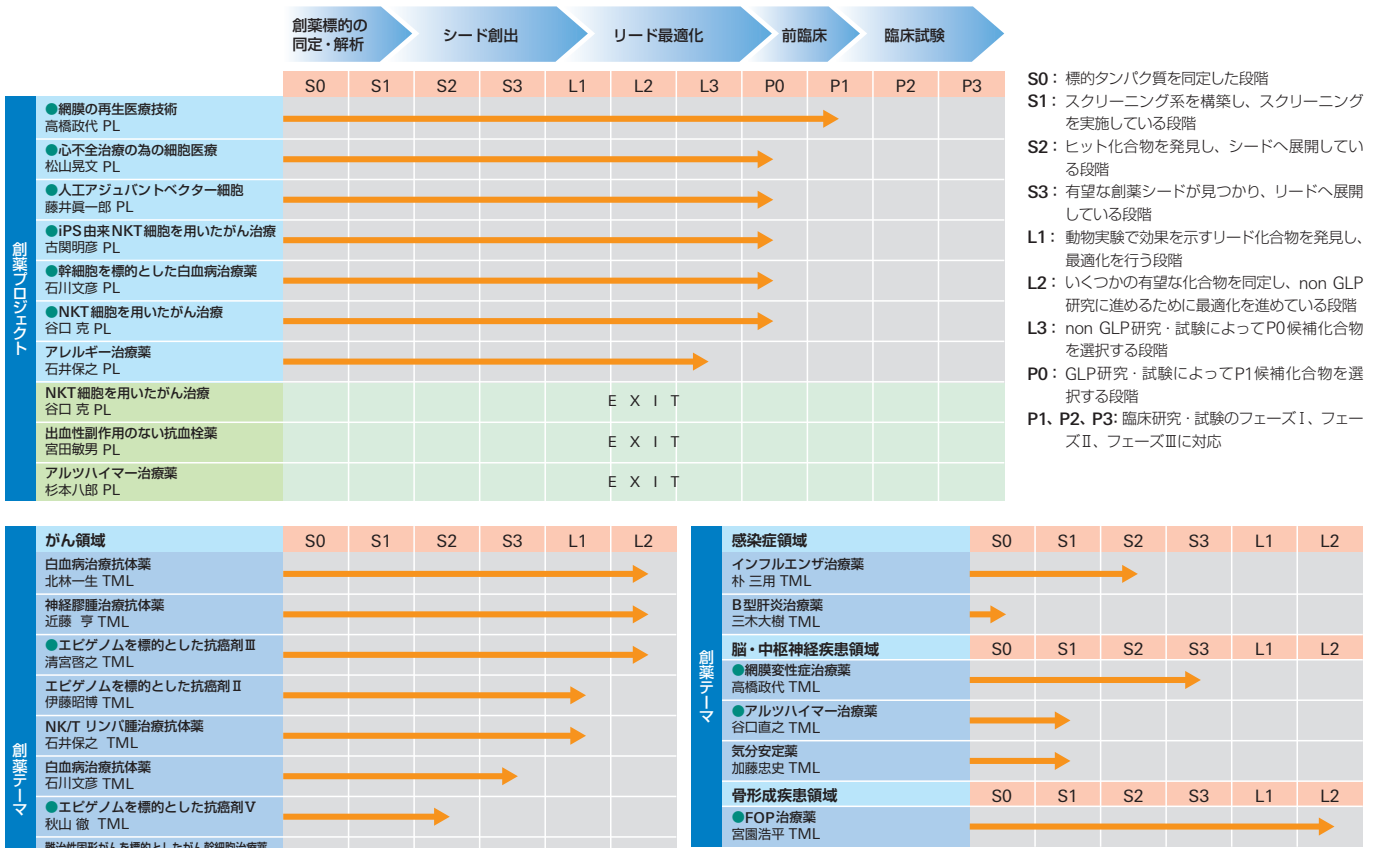 創薬標的の
同定・解析
シード創出
リード最適化
前臨床
臨床試験
S0 S1 S2 S3 L1 L2 L3 P0 P1 P2 P3
創薬プロジェクト
●網膜の再生医療技術
高橋政代 PL
●心不全治療の為の細胞医療
松山晃文 PL
●人工アジュバントベクター細胞
藤井眞一郎 PL
●iPS由来NKT細胞を用いたがん治療
古関明彦 PL
●幹細胞を標的とした白血病治療薬
石川文彦 PL
●NKT細胞を用いたがん治療
谷口 克 PL
アレルギー治療薬
石井保之 PL
NKT細胞を用いたがん治療
谷口 克 PL
EXIT
出血性副作用のない抗血栓薬
宮田敏男 PL
EXIT
アルツハイマー治療薬
杉本八郎 PL
EXIT
S0：標的タンパク質を同定した段階
S1：スクリーニング系を構築し、スクリーニング
を実施している段階
S2：ヒット化合物を発見し、シードへ展開してい
る段階
S3：有望な創薬シードが見つかり、リードへ展開
している段階
L1：動物実験で効果を示すリード化合物を発見し、
最適化を行う段階
L2：いくつかの有望な化合物を同定し、non GLP
研究に進めるために最適化を進めている段階
L3：non GLP研究・試験によってP0候補化合物
を選択する段階
P0：GLP研究・試験によってP1候補化合物を選
択する段階
P1、P2、P3：臨床研究・試験のフェーズⅠ、フェー
ズⅡ、フェーズⅢに対応
創薬テーマ
がん領域 S0 S1 S2 S3 L1 L2
白血病治療抗体薬
北林一生 TML
神経膠腫治療抗体薬
近藤 亨 TML
●エピゲノムを標的とした抗癌剤Ⅲ
清宮啓之 TML
エピゲノムを標的とした抗癌剤Ⅱ
伊藤昭博 TML
NK/T リンパ腫治療抗体薬
石井保之 TML
白血病治療抗体薬
石川文彦 TML
●エピゲノムを標的とした抗癌剤Ⅴ
秋山 徹 TML
難治性固形がんを標的としたがん幹細胞治療薬
創薬テーマ
感染症領域 S0 S1 S2 S3 L1 L2
インフルエンザ治療薬
朴 三用 TML
B型肝炎治療薬
三木大樹 TML
脳・中枢神経疾患領域 S0 S1 S2 S3 L1 L2
●網膜変性症治療薬
高橋政代 TML
●アルツハイマー治療薬
谷口直之 TML
気分安定薬
加藤忠史 TML
骨形成疾患領域 S0 S1 S2 S3 L1 L2
●FOP治療薬
宮園浩平 TML